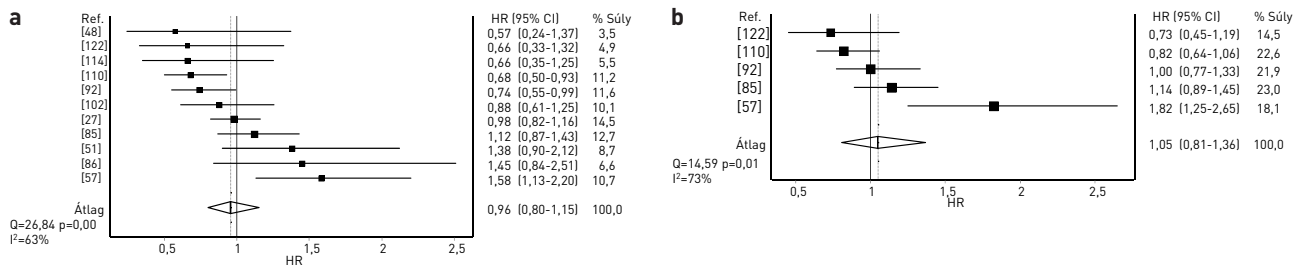 a
Ref. HR (95% CI) % Súly
[48] 0,57 (0,24-1,37) 3,5
[122] 0,66 (0,33-1,32) 4,9
[114] 0,66 (0,35-1,25) 5,5
[110] 0,68 (0,50-0,93) 11,2
[92] 0,74 (0,55-0,99) 11,6
[102] 0,88 (0,61-1,25) 10,1
[27] 0,98 (0,82-1,16) 14,5
[85] 1,12 (0,87-1,43) 12,7
[51] 1,38 (0,90-2,12) 8,7
[86] 1,45 (0,84-2,51) 6,6
[57] 1,58 (1,13-2,20) 10,7
Átlag 0,96 (0,80-1,15) 100,0
Q=26,84 p=0,00
I²=63%
0,5 1 1,5 2 2,5
HR
b
Ref. HR (95% CI) % Súly
[122] 0,73 (0,45-1,19) 14,5
[110] 0,82 (0,64-1,06) 22,6
[92] 1,00 (0,77-1,33) 21,9
[85] 1,14 (0,89-1,45) 23,0
[57] 1,82 (1,25-2,65) 18,1
Átlag 1,05 (0,81-1,36) 100,0
Q=14,59 p=0,01
I²=73%
0,5 1 1,5 2 2,5
HR